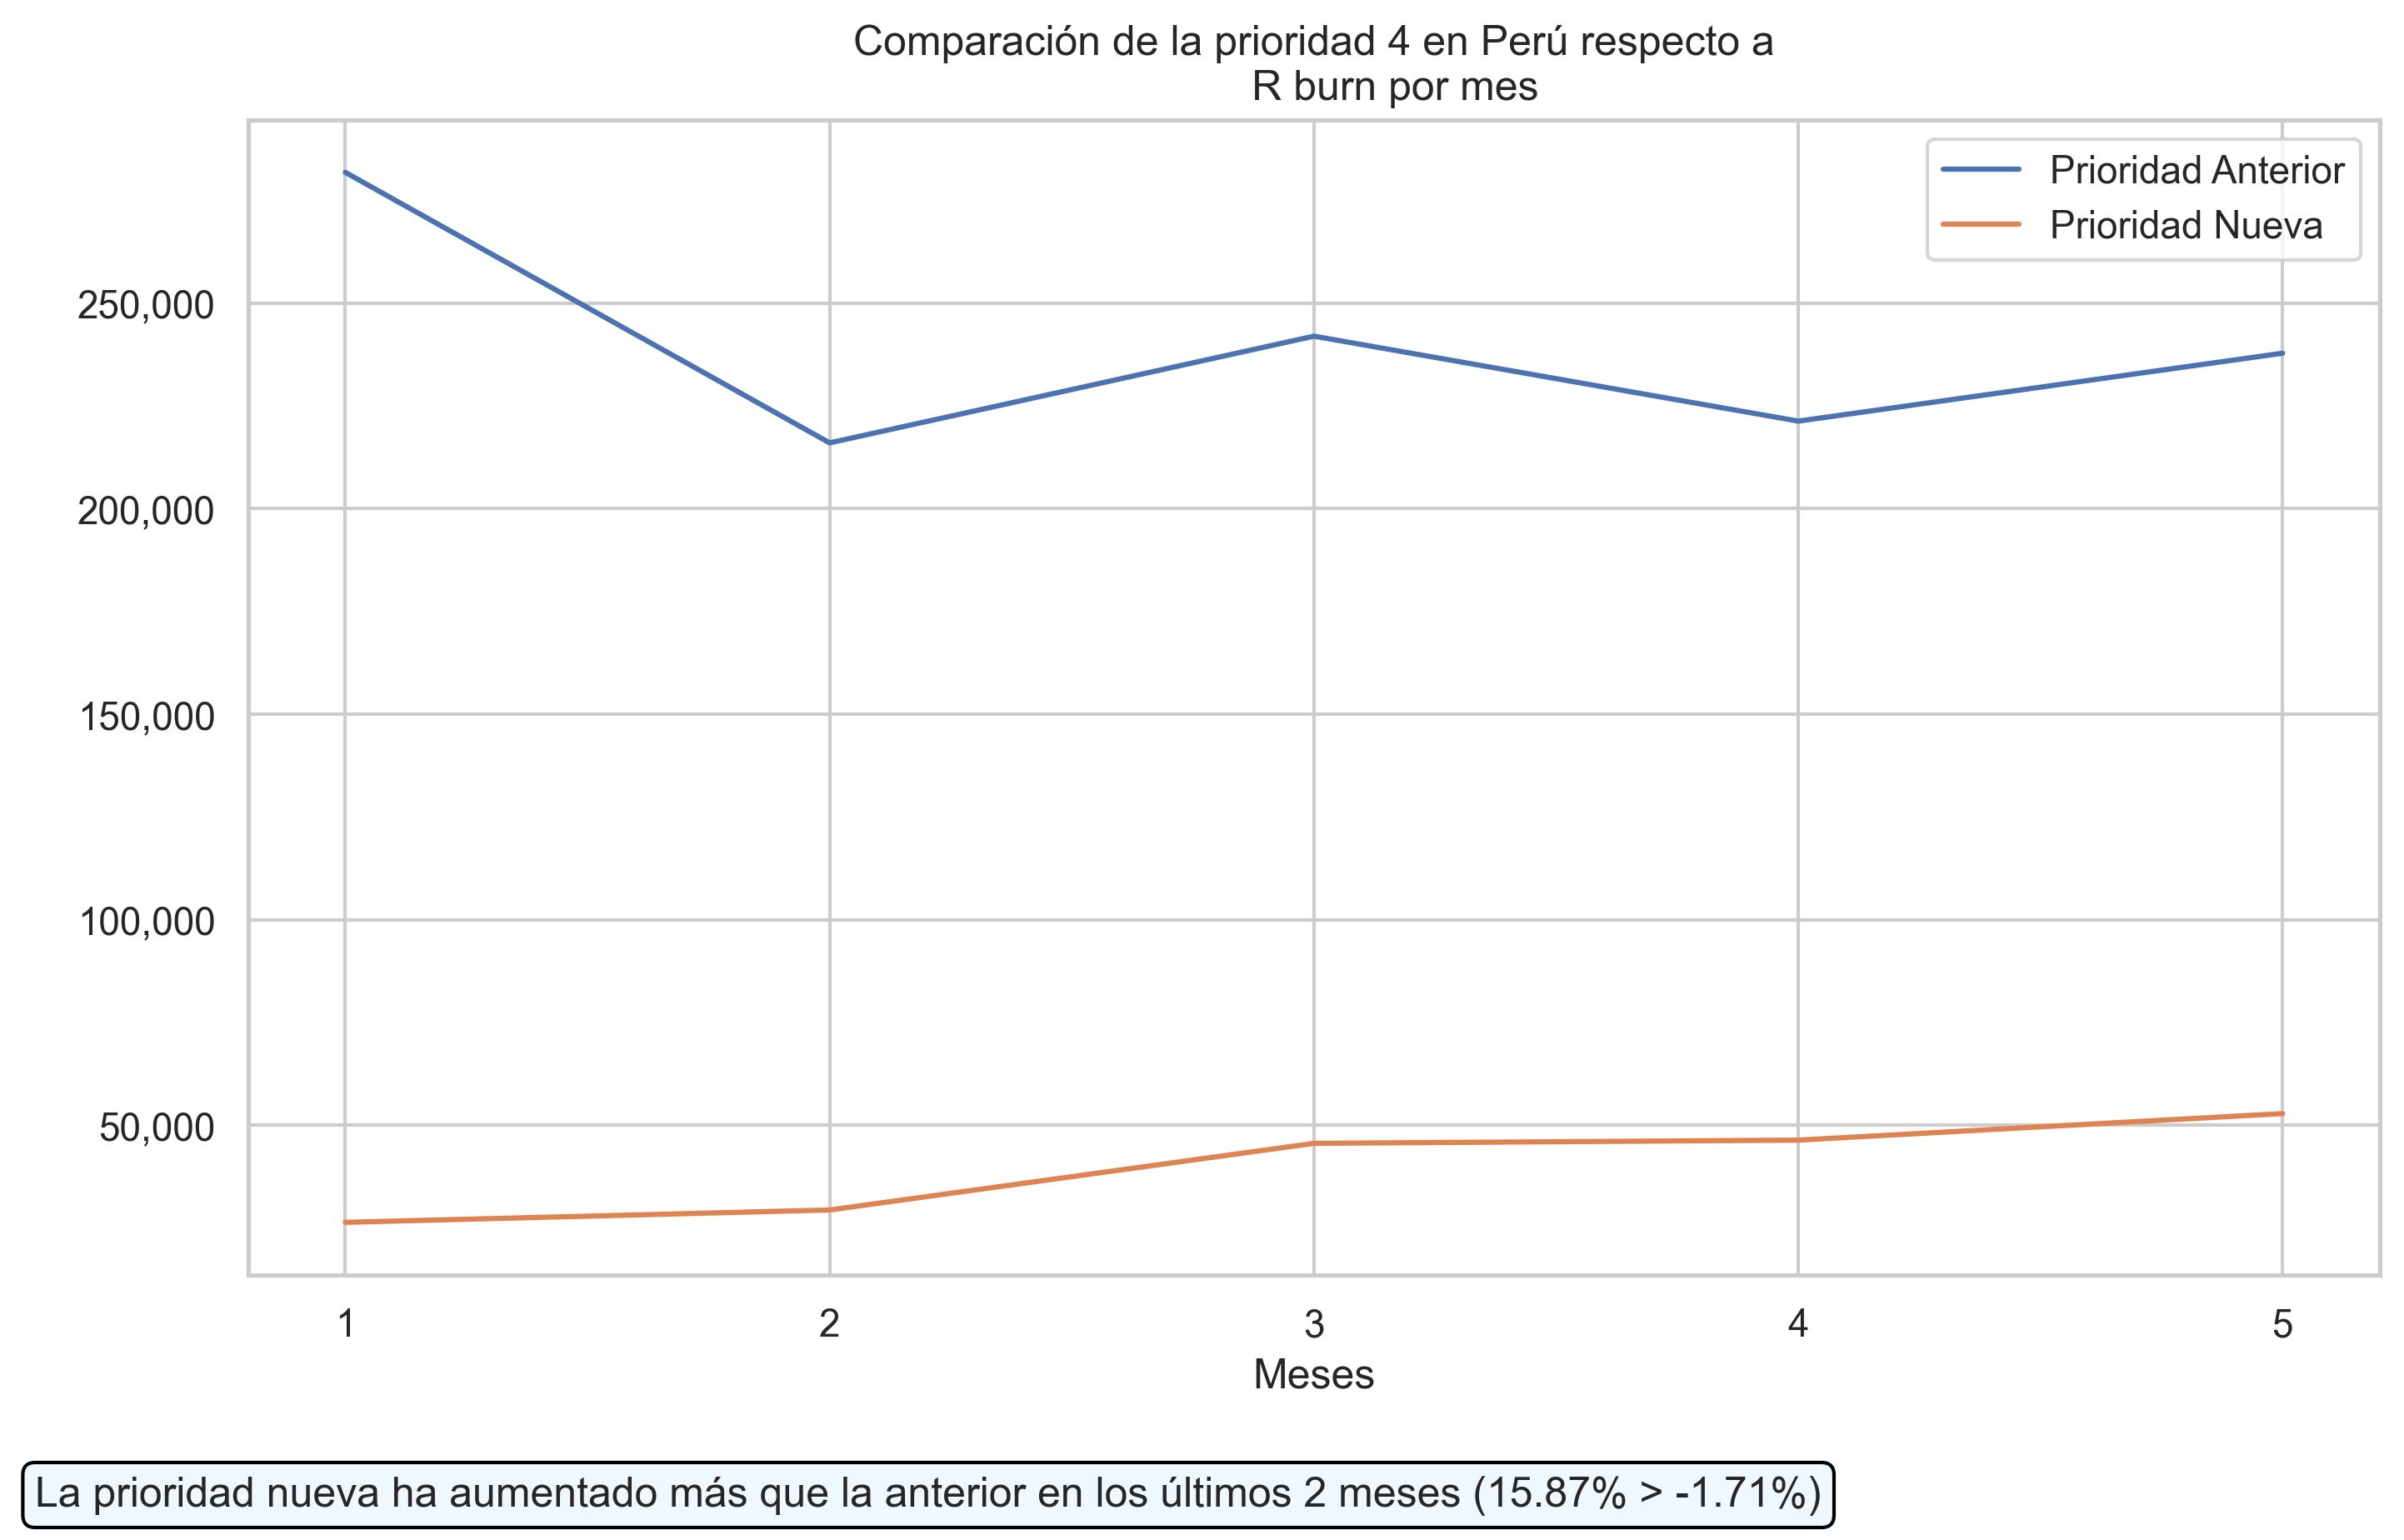 Comparación de la prioridad 4 en Perú respecto a
R burn por mes
Prioridad Anterior
Prioridad Nueva
250,000
200,000
150,000
100,000
50,000
1 2 3 4 5
Meses
La prioridad nueva ha aumentado más que la anterior en los últimos 2 meses (15.87% > -1.71%)